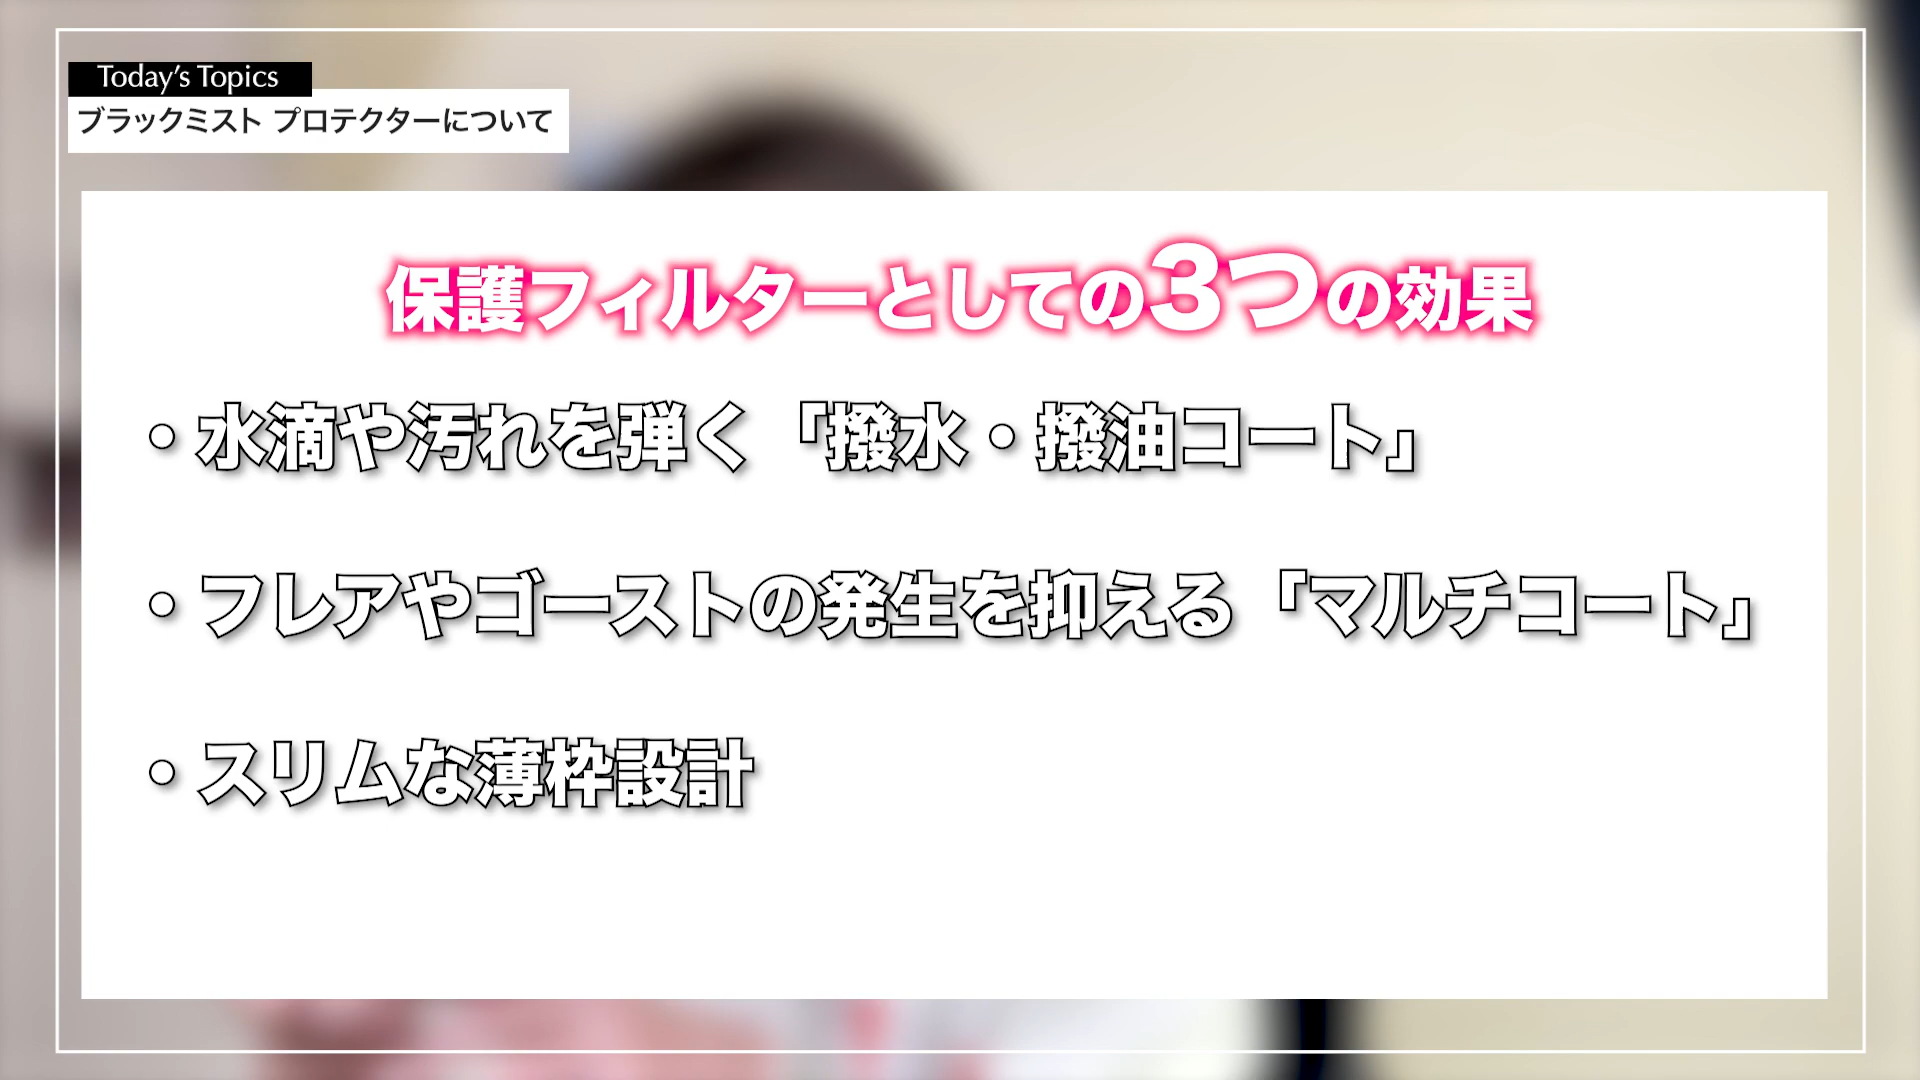 Today's Topics
ブラックミスト プロテクターについて
保護フィルターとしての3つの効果
・水滴や汚れを弾く「撥水・撥油コート」
・フレアやゴーストの発生を抑える「マルチコート」
・スリムな薄枠設計